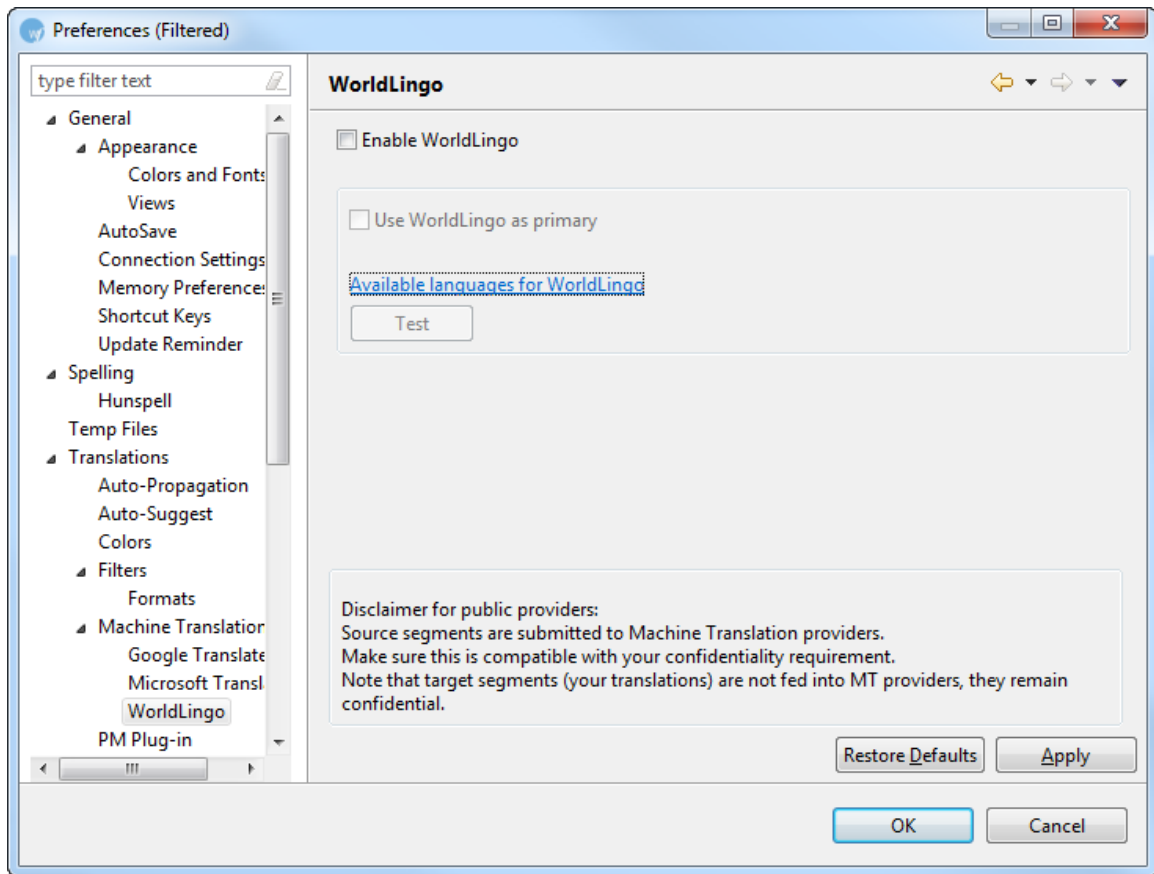 Preferences (Filtered)
type filter text
General
Appearance
Colors and Fonts
Views
AutoSave
Connection Settings
Memory Preferences
Shortcut Keys
Update Reminder
Spelling
Hunspell
Temp Files
Translations
Auto-Propagation
Auto-Suggest
Colors
Filters
Formats
Machine Translation
Google Translate
Microsoft Transl
WorldLingo
PM Plug-in
WorldLingo
Enable WorldLingo
Use WorldLingo as primary
Available languages for WorldLingo
Test
Disclaimer for public providers:
Source segments are submitted to Machine Translation providers.
Make sure this is compatible with your confidentiality requirement.
Note that target segments (your translations) are not fed into MT providers, they remain
confidential.
Restore Defaults
Apply
OK
Cancel